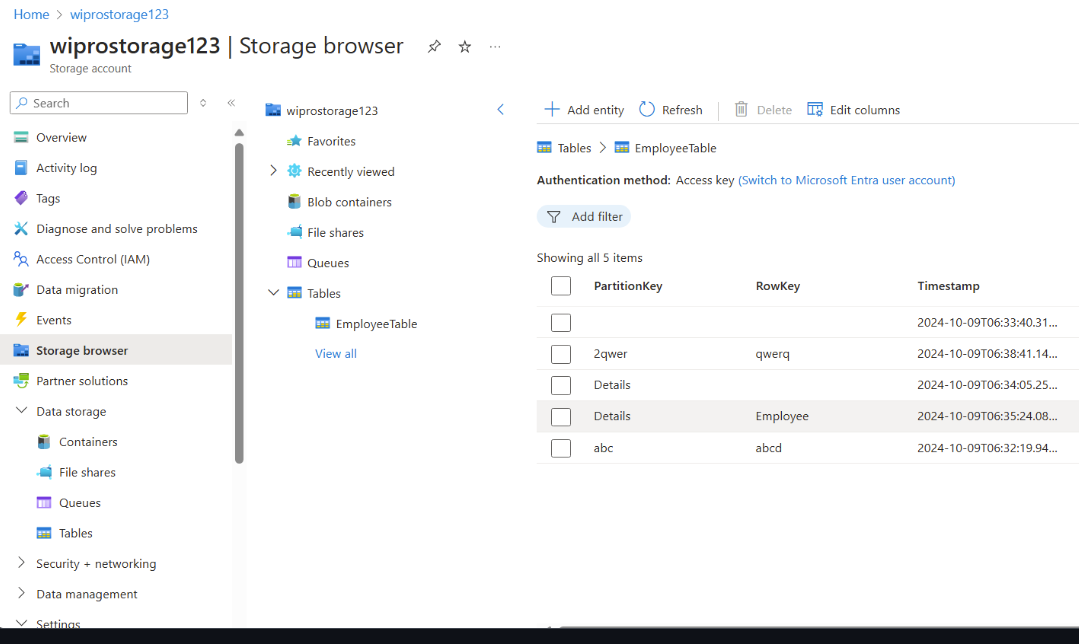 Home > wiprostorage123
wiprostorage123 | Storage browser
Storage account
Search
Overview
Activity log
Tags
Diagnose and solve problems
Access Control (IAM)
Data migration
Events
Storage browser
Partner solutions
Data storage
Containers
File shares
Queues
Tables
Security + networking
Data management
Settings
wiprostorage123
Favorites
Recently viewed
Blob containers
File shares
Queues
Tables
EmployeeTable
View all
Add entity Refresh Delete Edit columns
Tables > EmployeeTable
Authentication method: Access key (Switch to Microsoft Entra user account)
Add filter
Showing all 5 items
PartitionKey RowKey Timestamp
2024-10-09T06:33:40.31...
2qwer qwerq 2024-10-09T06:38:41.14...
Details 2024-10-09T06:34:05.25...
Details Employee 2024-10-09T06:35:24.08...
abc abcd 2024-10-09T06:32:19.94...